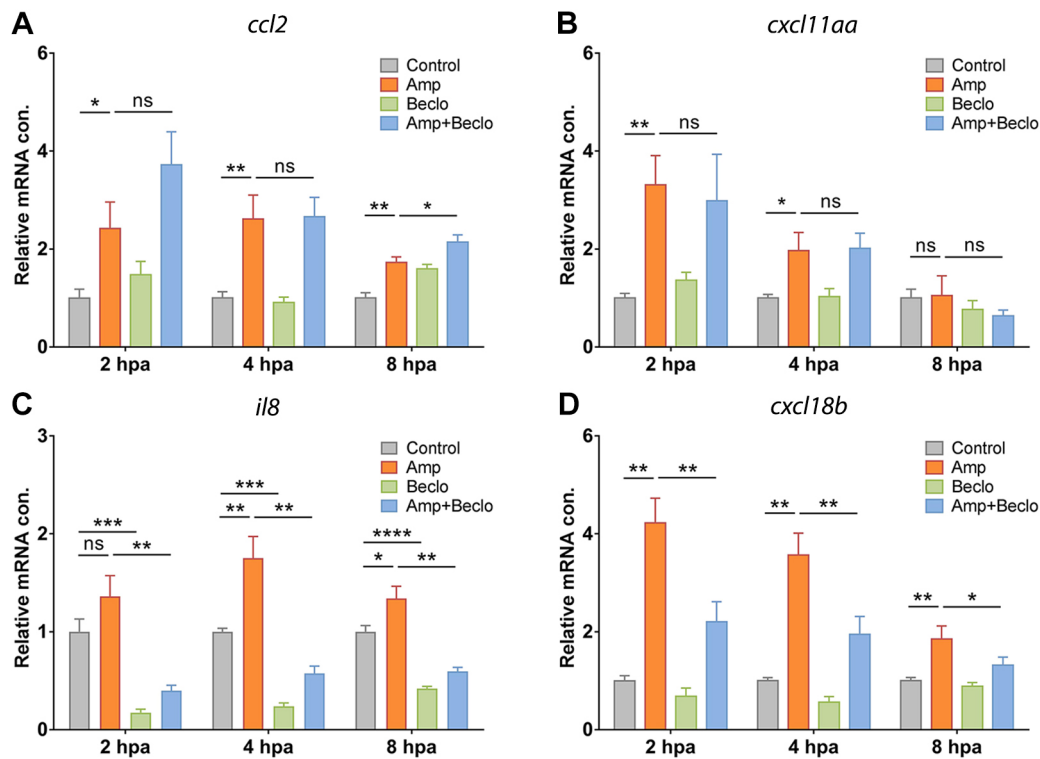 A
ccl2
Relative mRNA con.
6
4
2
0
Control
Amp
Beclo
Amp+Beclo
* ns
** ns
** *
2 hpa 4 hpa 8 hpa
B
cxcl11aa
Relative mRNA con.
6
4
2
0
Control
Amp
Beclo
Amp+Beclo
** ns
* ns
ns ns
2 hpa 4 hpa 8 hpa
C
il8
Relative mRNA con.
3
2
1
0
Control
Amp
Beclo
Amp+Beclo
***
ns **
***
** **
****
* **
2 hpa 4 hpa 8 hpa
D
cxcl18b
Relative mRNA con.
6
4
2
0
Control
Amp
Beclo
Amp+Beclo
** **
** **
** *
2 hpa 4 hpa 8 hpa